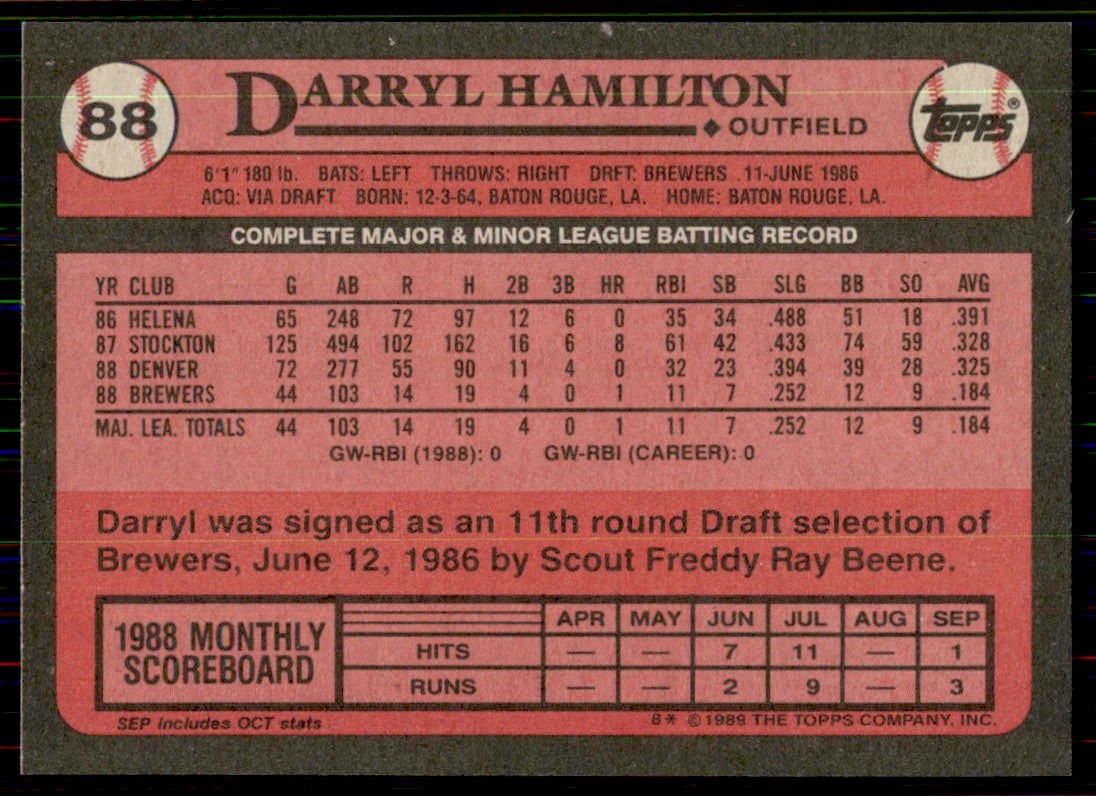 88
DARRYL HAMILTON
◆ OUTFIELD
TOPPS®
6'1" 180 lb. BATS: LEFT THROWS: RIGHT DRFT: BREWERS .11-JUNE 1986
ACQ: VIA DRAFT BORN: 12-3-64, BATON ROUGE, LA. HOME: BATON ROUGE, LA.
COMPLETE MAJOR & MINOR LEAGUE BATTING RECORD
YR CLUB G AB R H 2B 3B HR RBI SB SLG BB SO AVG
86 HELENA 65 248 72 97 12 6 0 35 34 .488 51 18 .391
87 STOCKTON 125 494 102 162 16 6 8 61 42 .433 74 59 .328
88 DENVER 72 277 55 90 11 4 0 32 23 .394 39 28 .325
88 BREWERS 44 103 14 19 4 0 1 11 7 .252 12 9 .184
MAJ. LEA. TOTALS 44 103 14 19 4 0 1 11 7 .252 12 9 .184
GW-RBI (1988): 0 GW-RBI (CAREER): 0
Darryl was signed as an 11th round Draft selection of
Brewers, June 12, 1986 by Scout Freddy Ray Beene.
1988 MONTHLY
SCOREBOARD
APR MAY JUN JUL AUG SEP
HITS — — 7 11 — 1
RUNS — — 2 9 — 3
SEP includes OCT stats
B* ©1989 THE TOPPS COMPANY, INC.